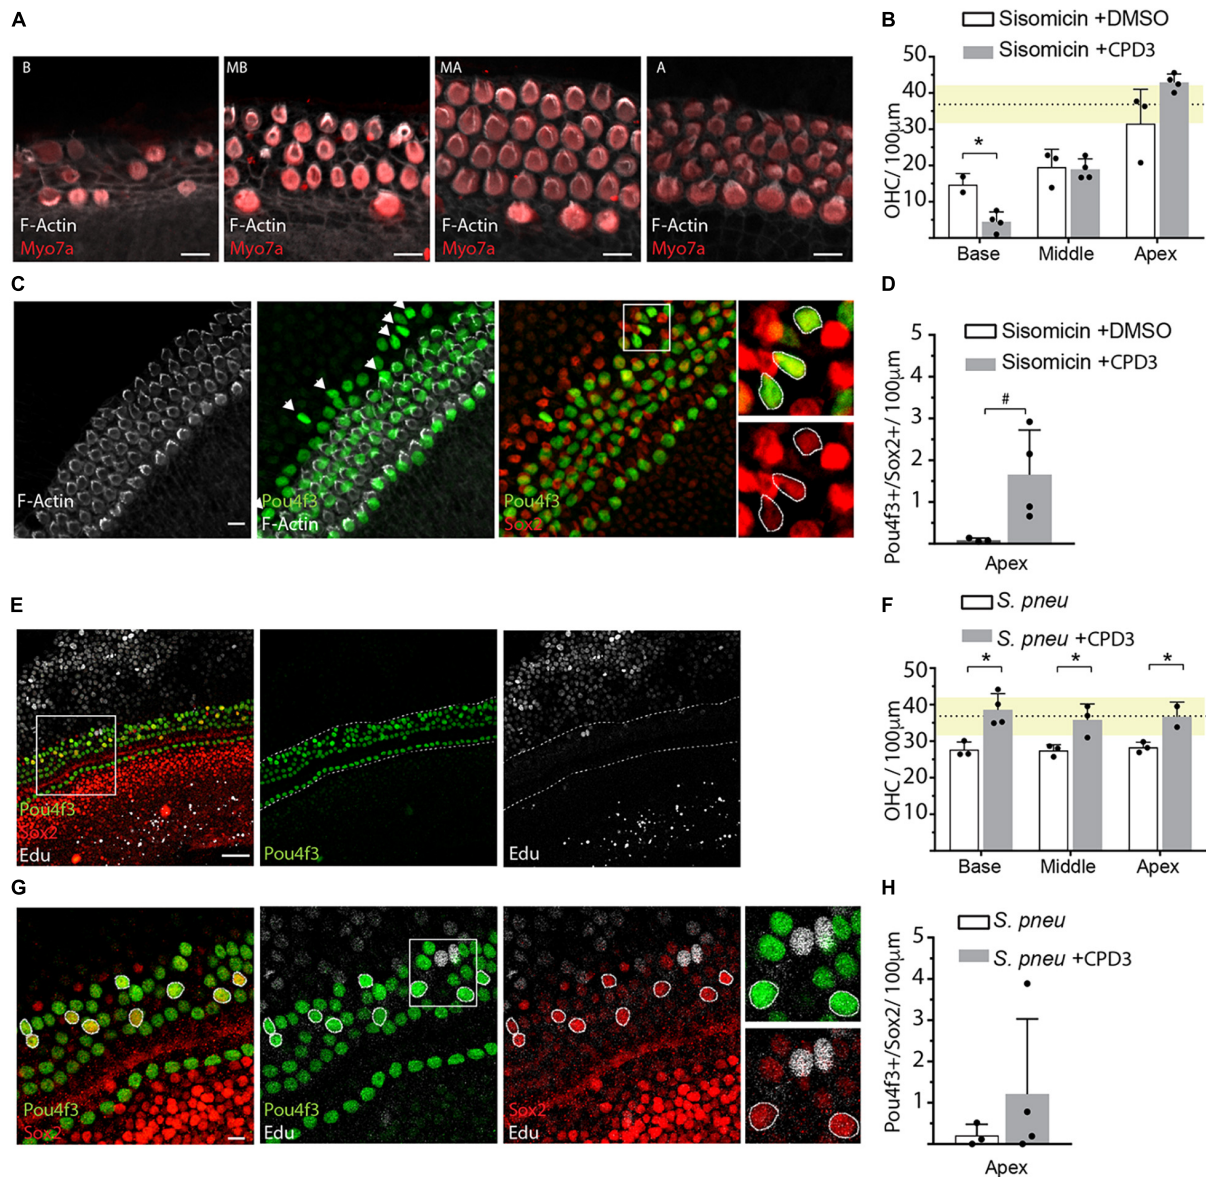 A
B
F-Actin
Myo7a
MB
F-Actin
Myo7a
MA
F-Actin
Myo7a
A
F-Actin
Myo7a
B
Sisomicin +DMSO
Sisomicin +CPD3
OHC/ 100µm
50
40
30
20
10
*
Base
Middle
Apex
C
F-Actin
Pou4f3
F-Actin
Pou4f3
Sox2
D
Sisomicin +DMSO
Sisomicin +CPD3
Pou4f3+/Sox2+/ 100µm
5
4
3
2
1
#
Apex
E
Pou4f3
Sox2
Edu
Pou4f3
Edu
F
S. pneu
S. pneu +CPD3
OHC / 100µm
50
40
30
20
10
*
*
*
Base
Middle
Apex
G
Pou4f3
Sox2
Pou4f3
Edu
Sox2
Edu
H
S. pneu
S. pneu +CPD3
Pou4f3+/Sox2/ 100µm
5
4
3
2
1
Apex